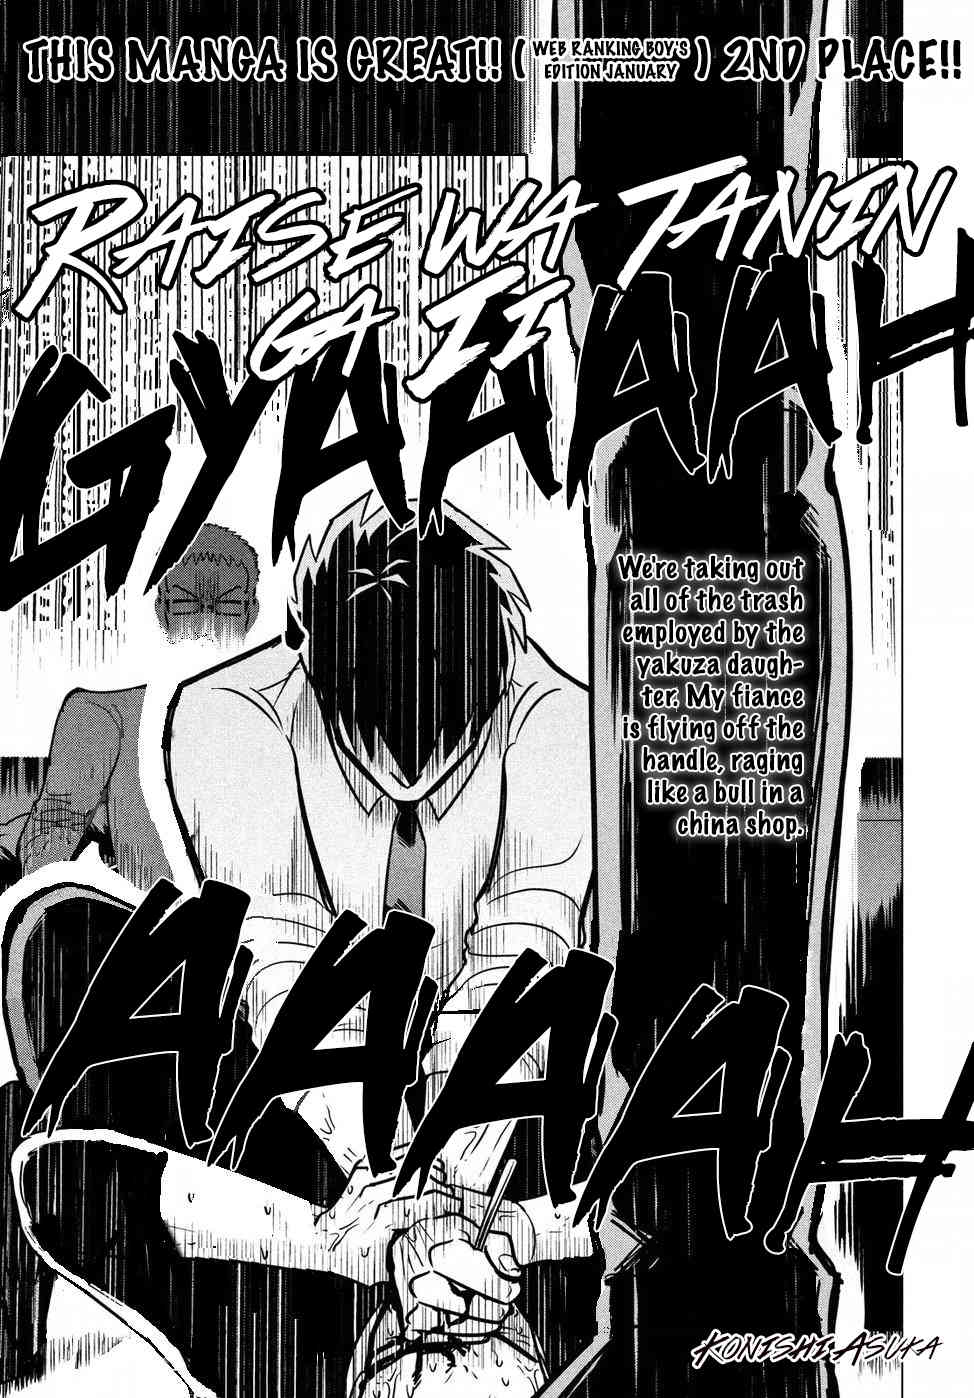 THIS MANGA IS GREAT!! (WEB RANKING BOY'S EDITION JANUARY) 2ND PLACE!!
RAISE WA TANIN
GA II
GYAAAAAH
We're taking out
all of the trash
employed by the
yakuza daugh-
ter. My fiance
is flying off the
handle, raging
like a bull in a
china shop.
AAAAAH
KONISHI ASUKA